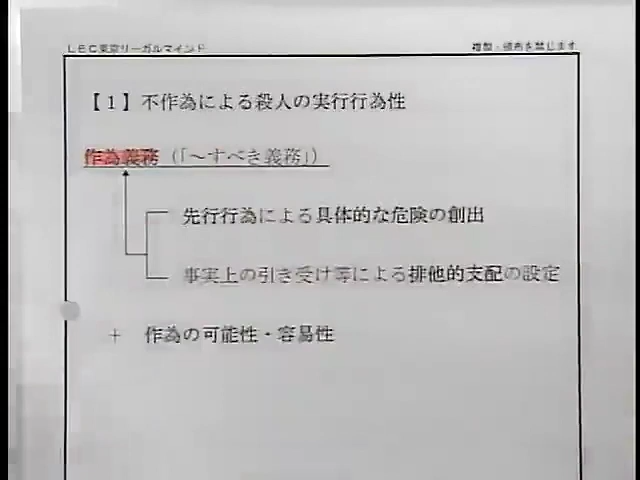 LEC東京リーガルマインド
複製・頒布を禁じます
【1】不作為による殺人の実行行為性
作為義務（「～すべき義務」）
先行行為による具体的な危険の創出
事実上の引き受け等による排他的支配の設定
＋ 作為の可能性・容易性